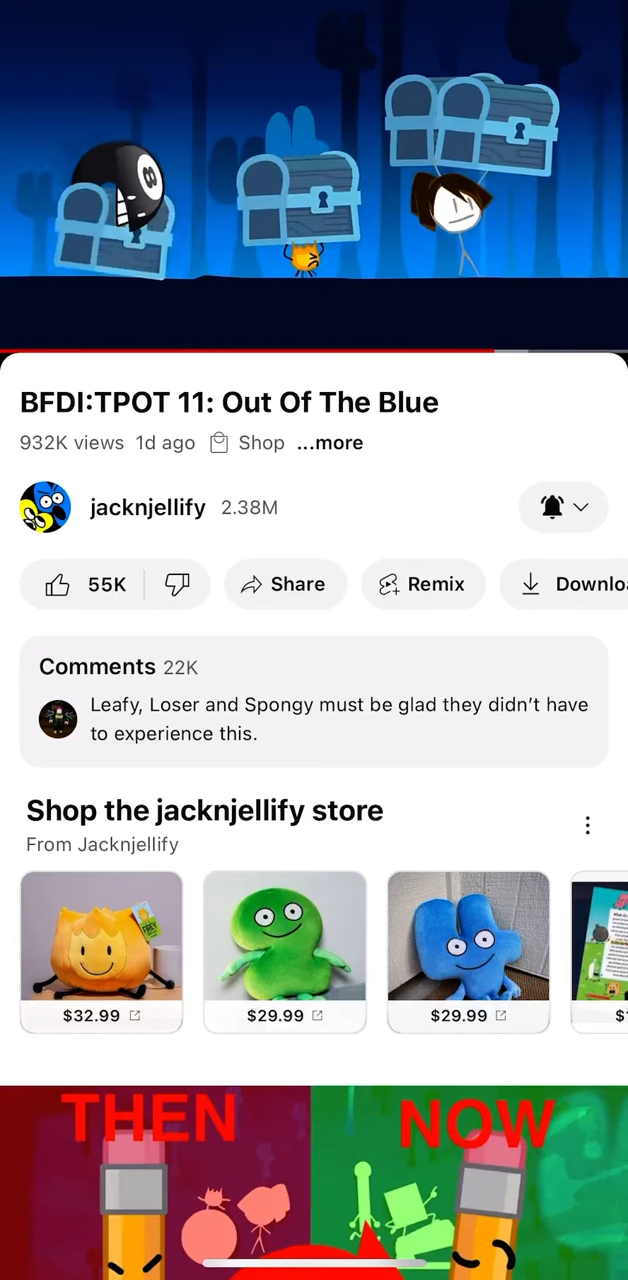 8
BFDI:TPOT 11: Out Of The Blue
932K views 1d ago Shop ...more
jacknjellify 2.38M
55K Share Remix Downlo
Comments 22K
Leafy, Loser and Spongy must be glad they didn’t have
to experience this.
Shop the jacknjellify store
From Jacknjellify
FREE
$32.99 $29.99 $29.99 $
THEN NOW